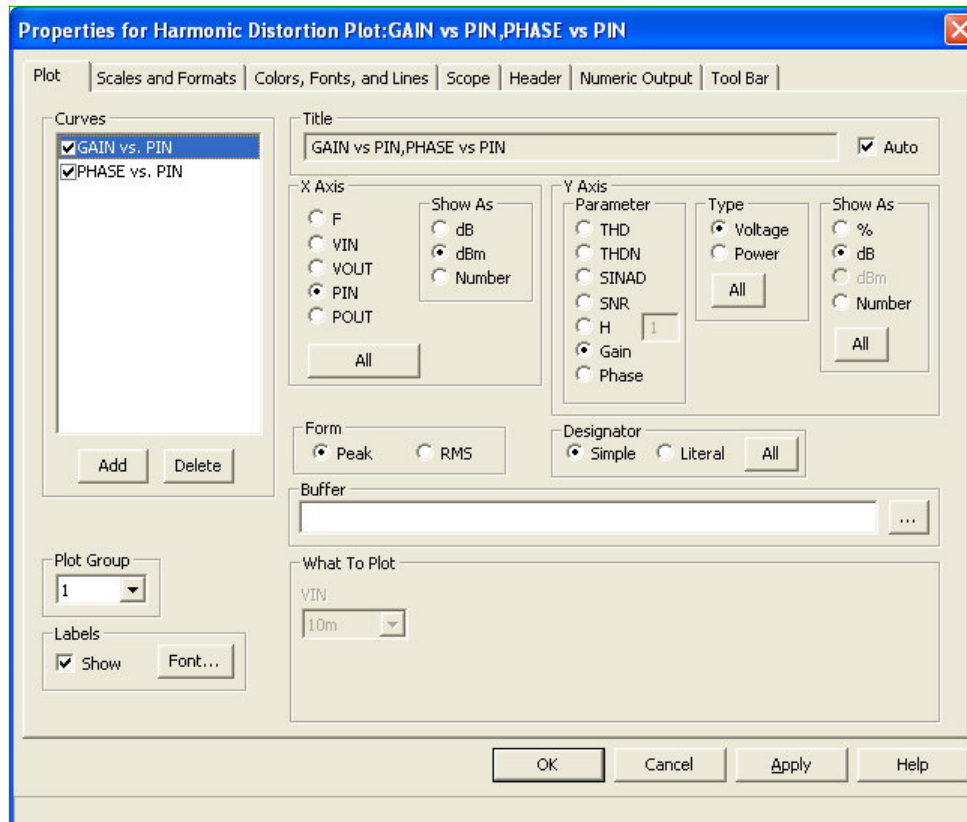 Properties for Harmonic Distortion Plot:GAIN vs PIN,PHASE vs PIN
Plot
Scales and Formats
Colors, Fonts, and Lines
Scope
Header
Numeric Output
Tool Bar
Curves
GAIN vs. PIN
PHASE vs. PIN
Add
Delete
Plot Group
1
Labels
Show
Font...
Title
GAIN vs PIN,PHASE vs PIN
Auto
X Axis
F
VIN
VOUT
PIN
POUT
All
Show As
dB
dBm
Number
Y Axis
Parameter
THD
THDN
SINAD
SNR
H
1
Gain
Phase
Type
Voltage
Power
All
Show As
%
dB
dBm
Number
All
Form
Peak
RMS
Designator
Simple
Literal
All
Buffer
...
What To Plot
VIN
10m
OK
Cancel
Apply
Help